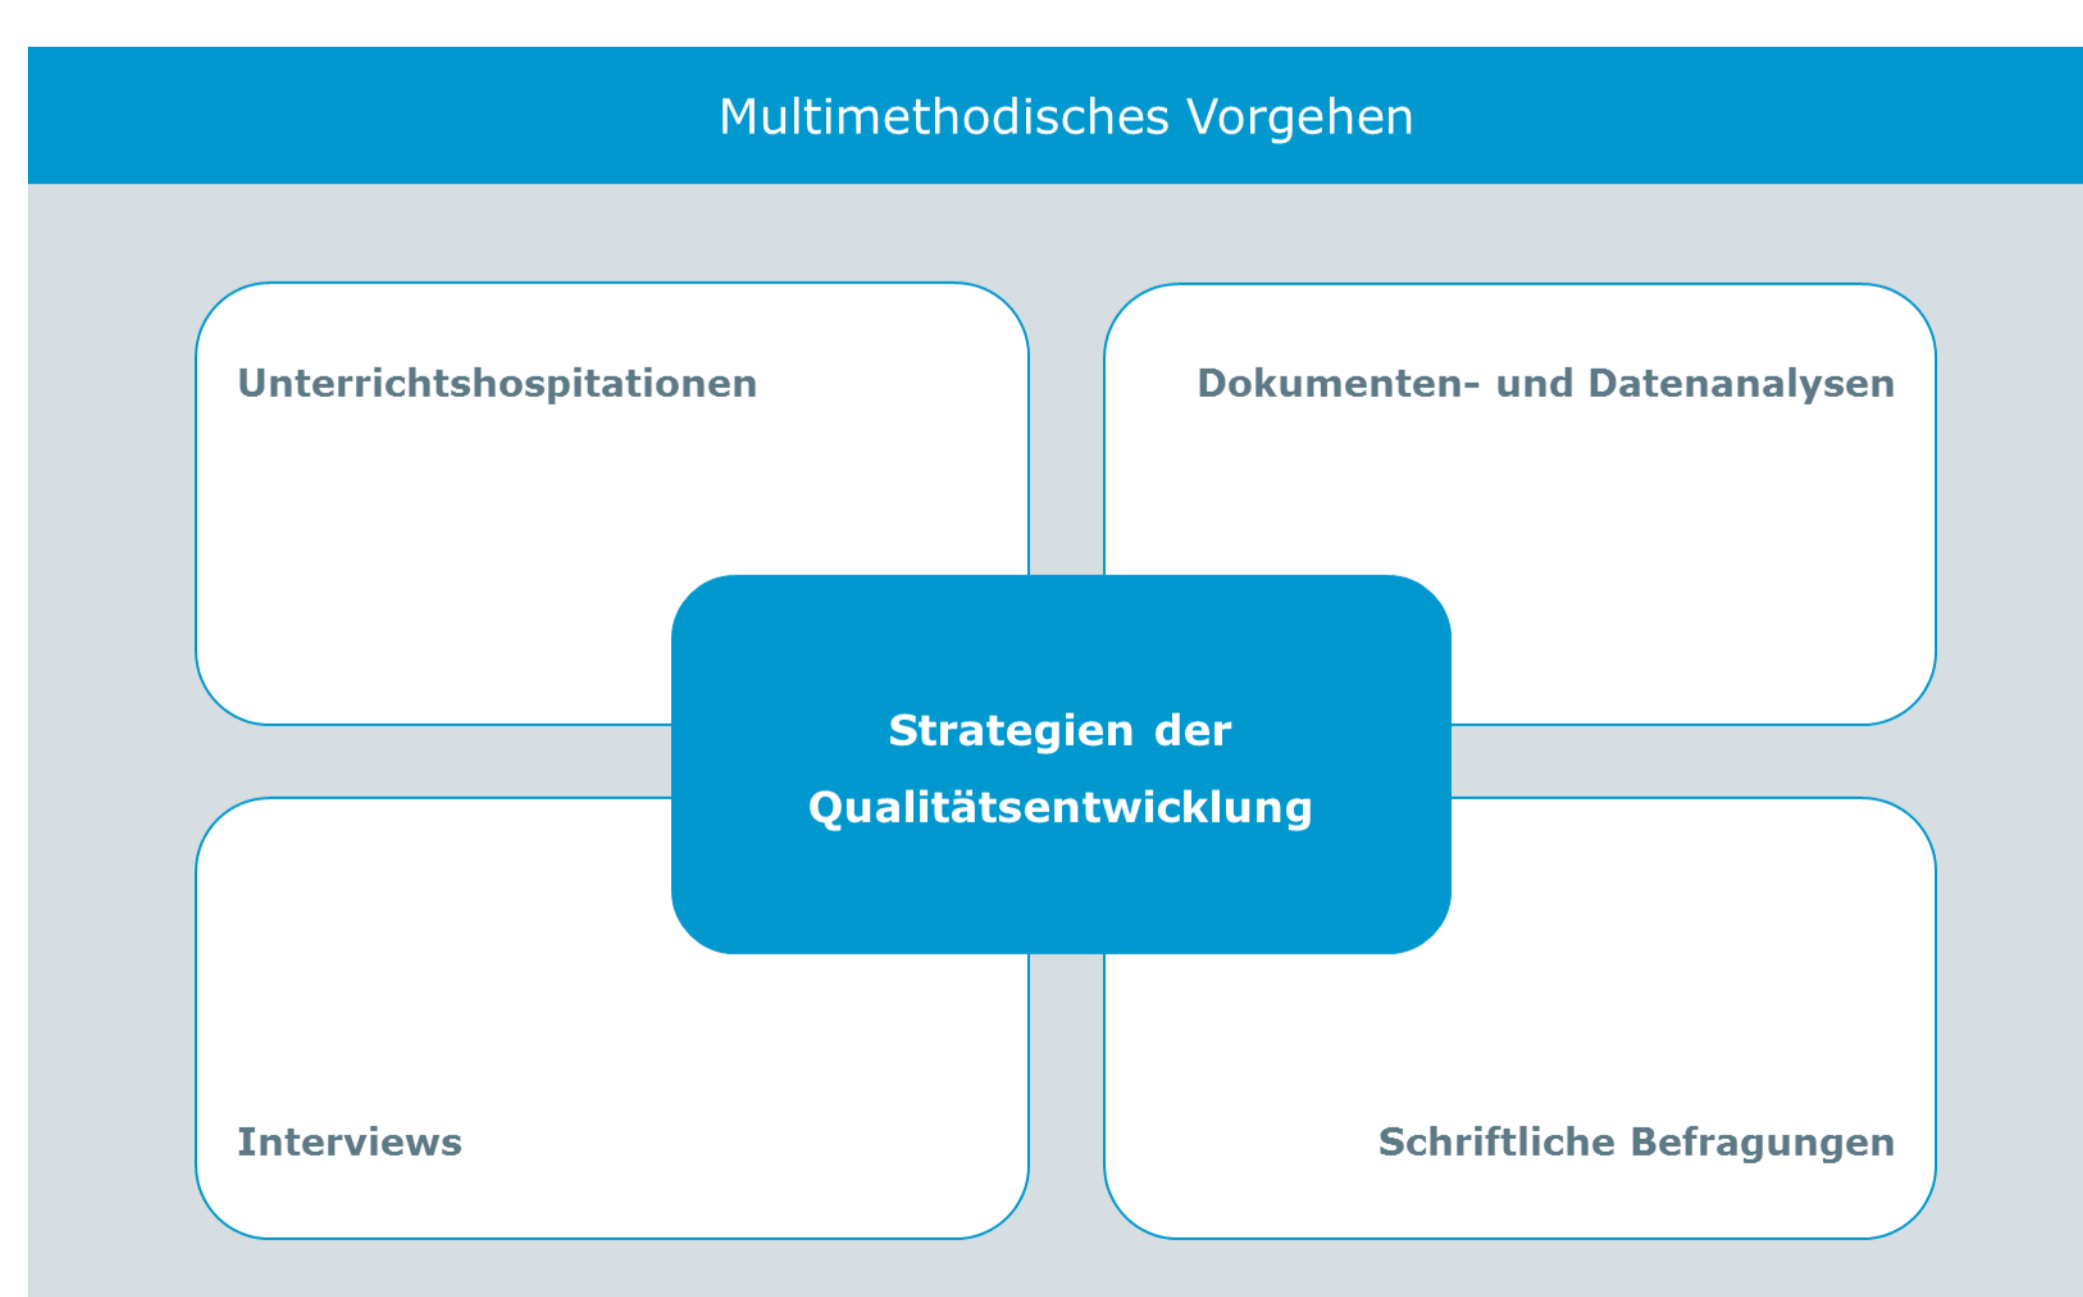 Multimethodisches Vorgehen
Unterrichtshospitationen
Dokumenten- und Datenanalysen
Strategien der
Qualitätsentwicklung
Interviews
Schriftliche Befragungen